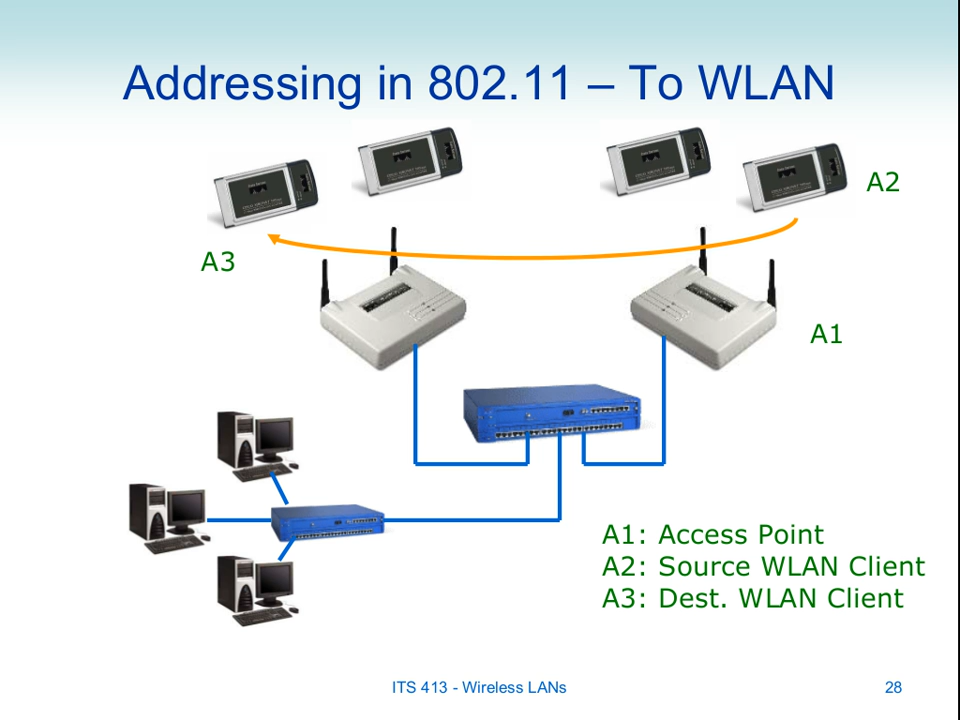 Addressing in 802.11 – To WLAN
A2
A3
A1
A1: Access Point
A2: Source WLAN Client
A3: Dest. WLAN Client
ITS 413 - Wireless LANs
28